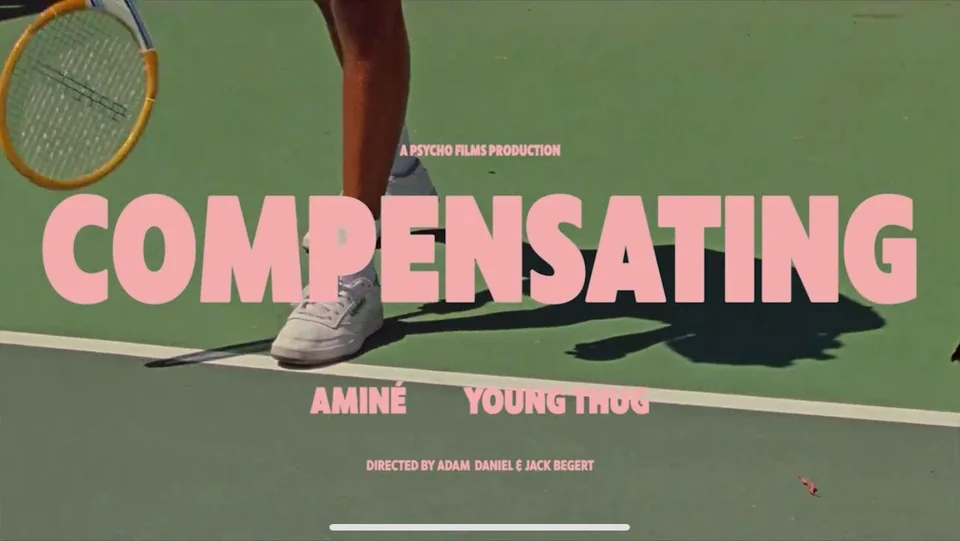 A PSYCHO FILMS PRODUCTION
COMPENSATING
AMINÉ YOUNG THUG
DIRECTED BY ADAM DANIEL & JACK BEGERT